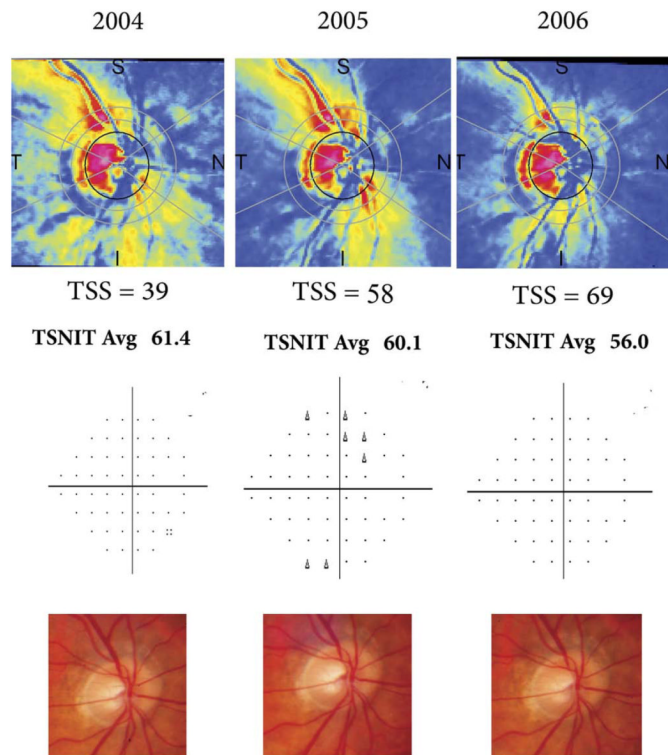 2004 2005 2006
S S S
T N T N T N
I I I
TSS = 39 TSS = 58 TSS = 69
TSNIT Avg 61.4 TSNIT Avg 60.1 TSNIT Avg 56.0